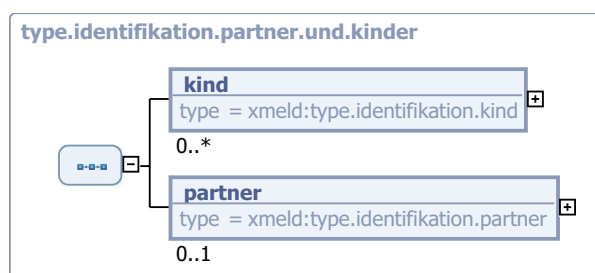 type.identifikation.partner.und.kinder
kind
type = xmeld:type.identifikation.kind
0..*
partner
type = xmeld:type.identifikation.partner
0..1